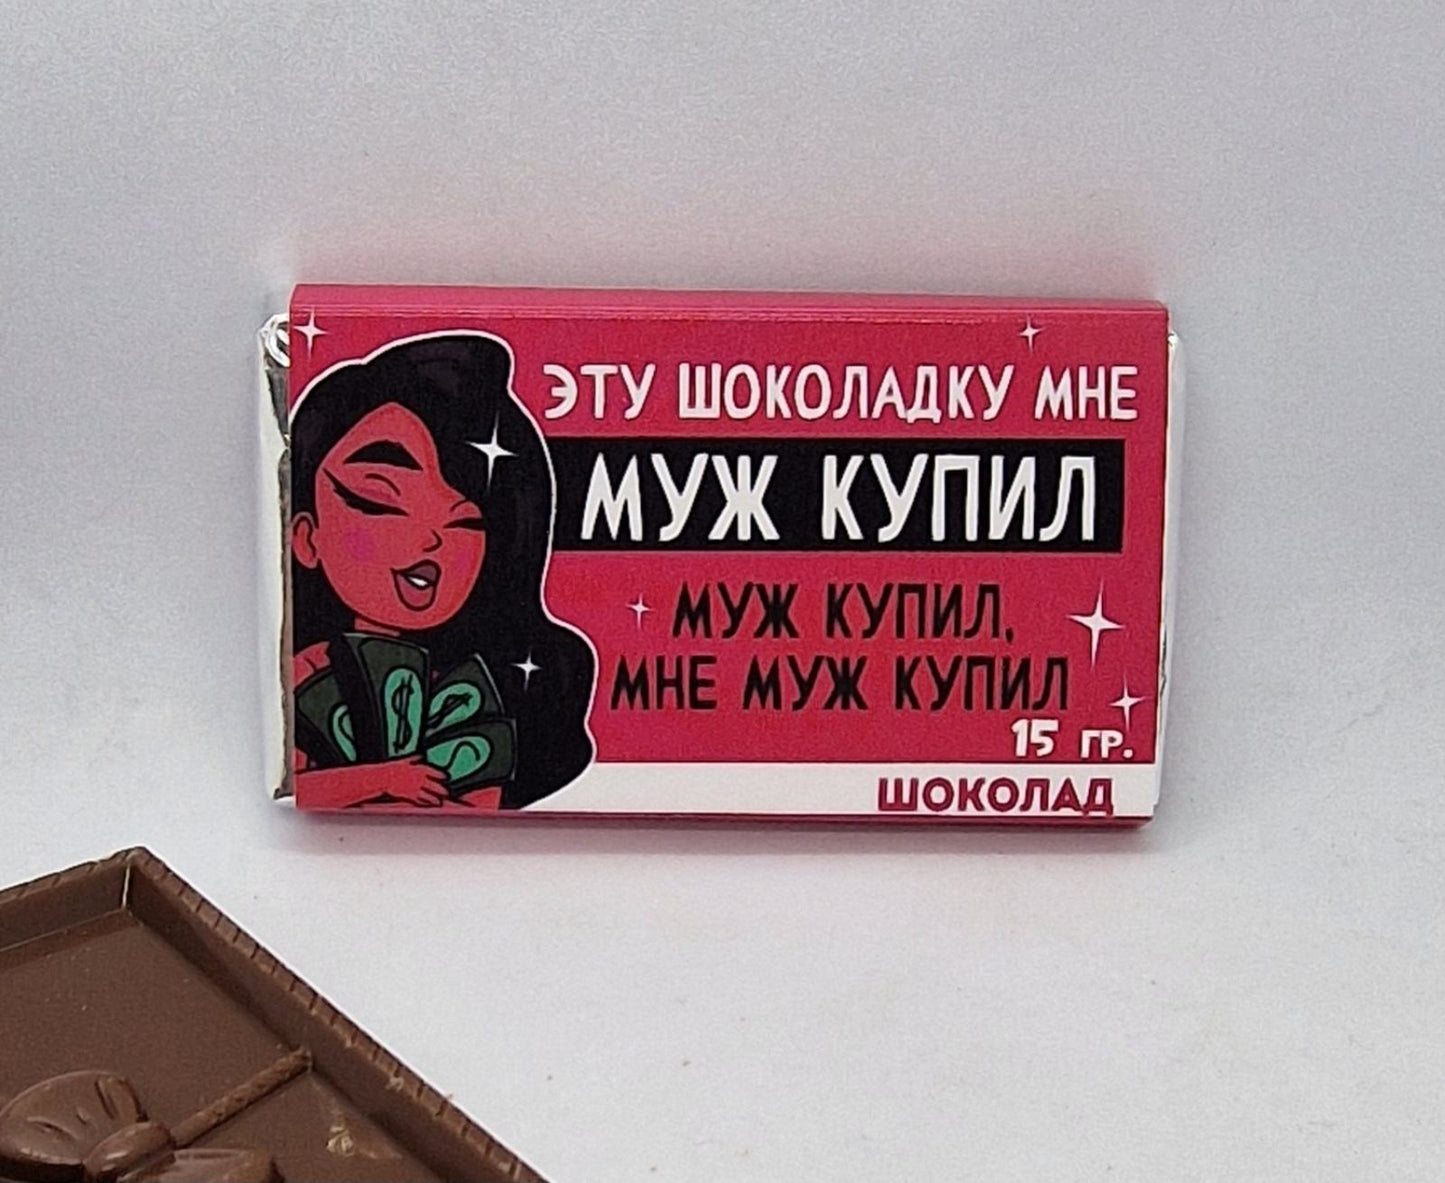 ЭТУ ШОКОЛАДКУ МНЕ
МУЖ КУПИЛ
МУЖ КУПИЛ,
МНЕ МУЖ КУПИЛ
15 ГР.
ШОКОЛАД